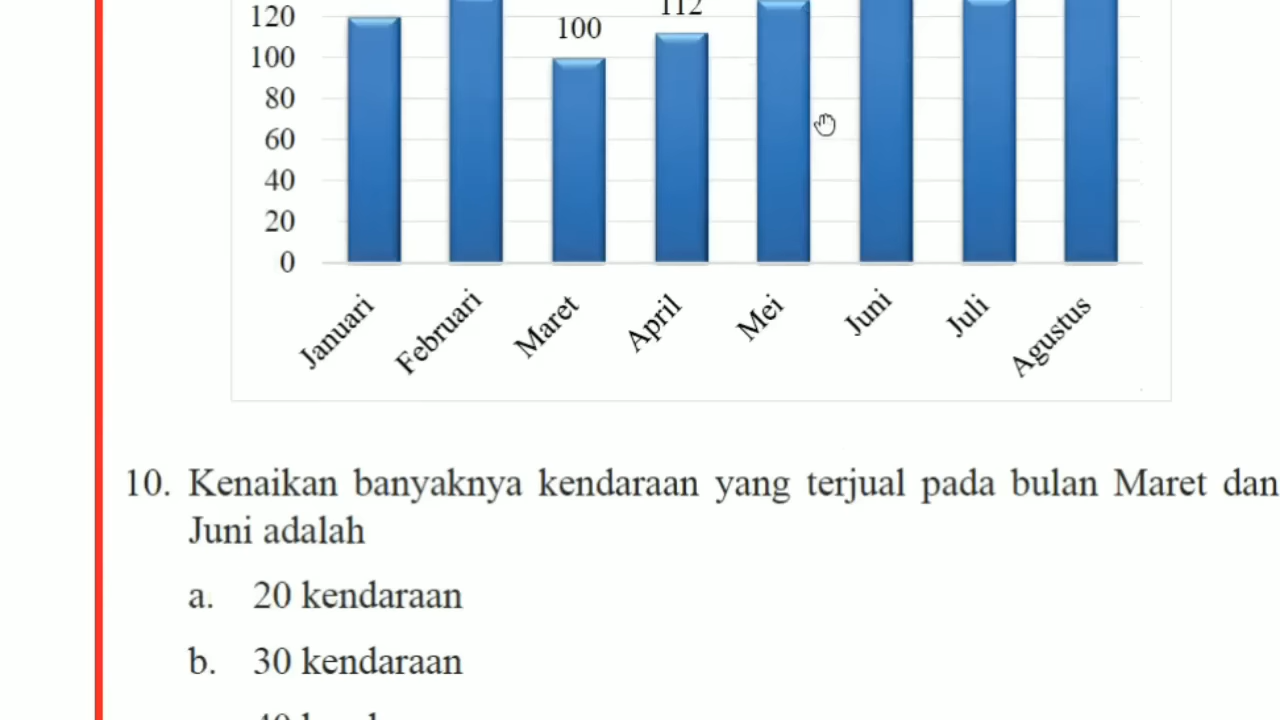 120
112
100
100
80
60
40
20
0
Januari
Februari
Maret
April
Mei
Juni
Juli
Agustus
10. Kenaikan banyaknya kendaraan yang terjual pada bulan Maret dan
Juni adalah
a. 20 kendaraan
b. 30 kendaraan